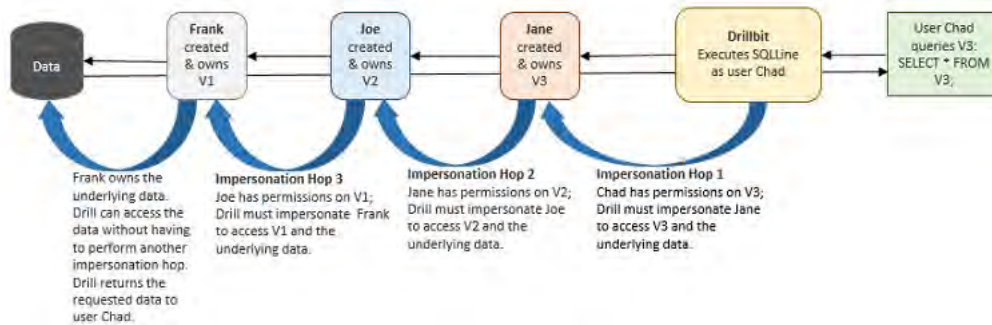 Data
Frank
created
& owns
V1
Joe
created
& owns
V2
Jane
created
& owns
V3
Drillbit
Executes SQLLine
as user Chad
User Chad
queries V3:
SELECT * FROM
V3;
Frank owns the
underlying data.
Drill can access the
data without having
to perform another
impersonation hop.
Drill returns the
requested data to
user Chad.
Impersonation Hop 3
Joe has permissions on V1;
Drill must impersonate Frank
to access V1 and the
underlying data.
Impersonation Hop 2
Jane has permissions on V2;
Drill must impersonate Joe
to access V2 and the
underlying data.
Impersonation Hop 1
Chad has permissions on V3;
Drill must impersonate Jane
to access V3 and the
underlying data.